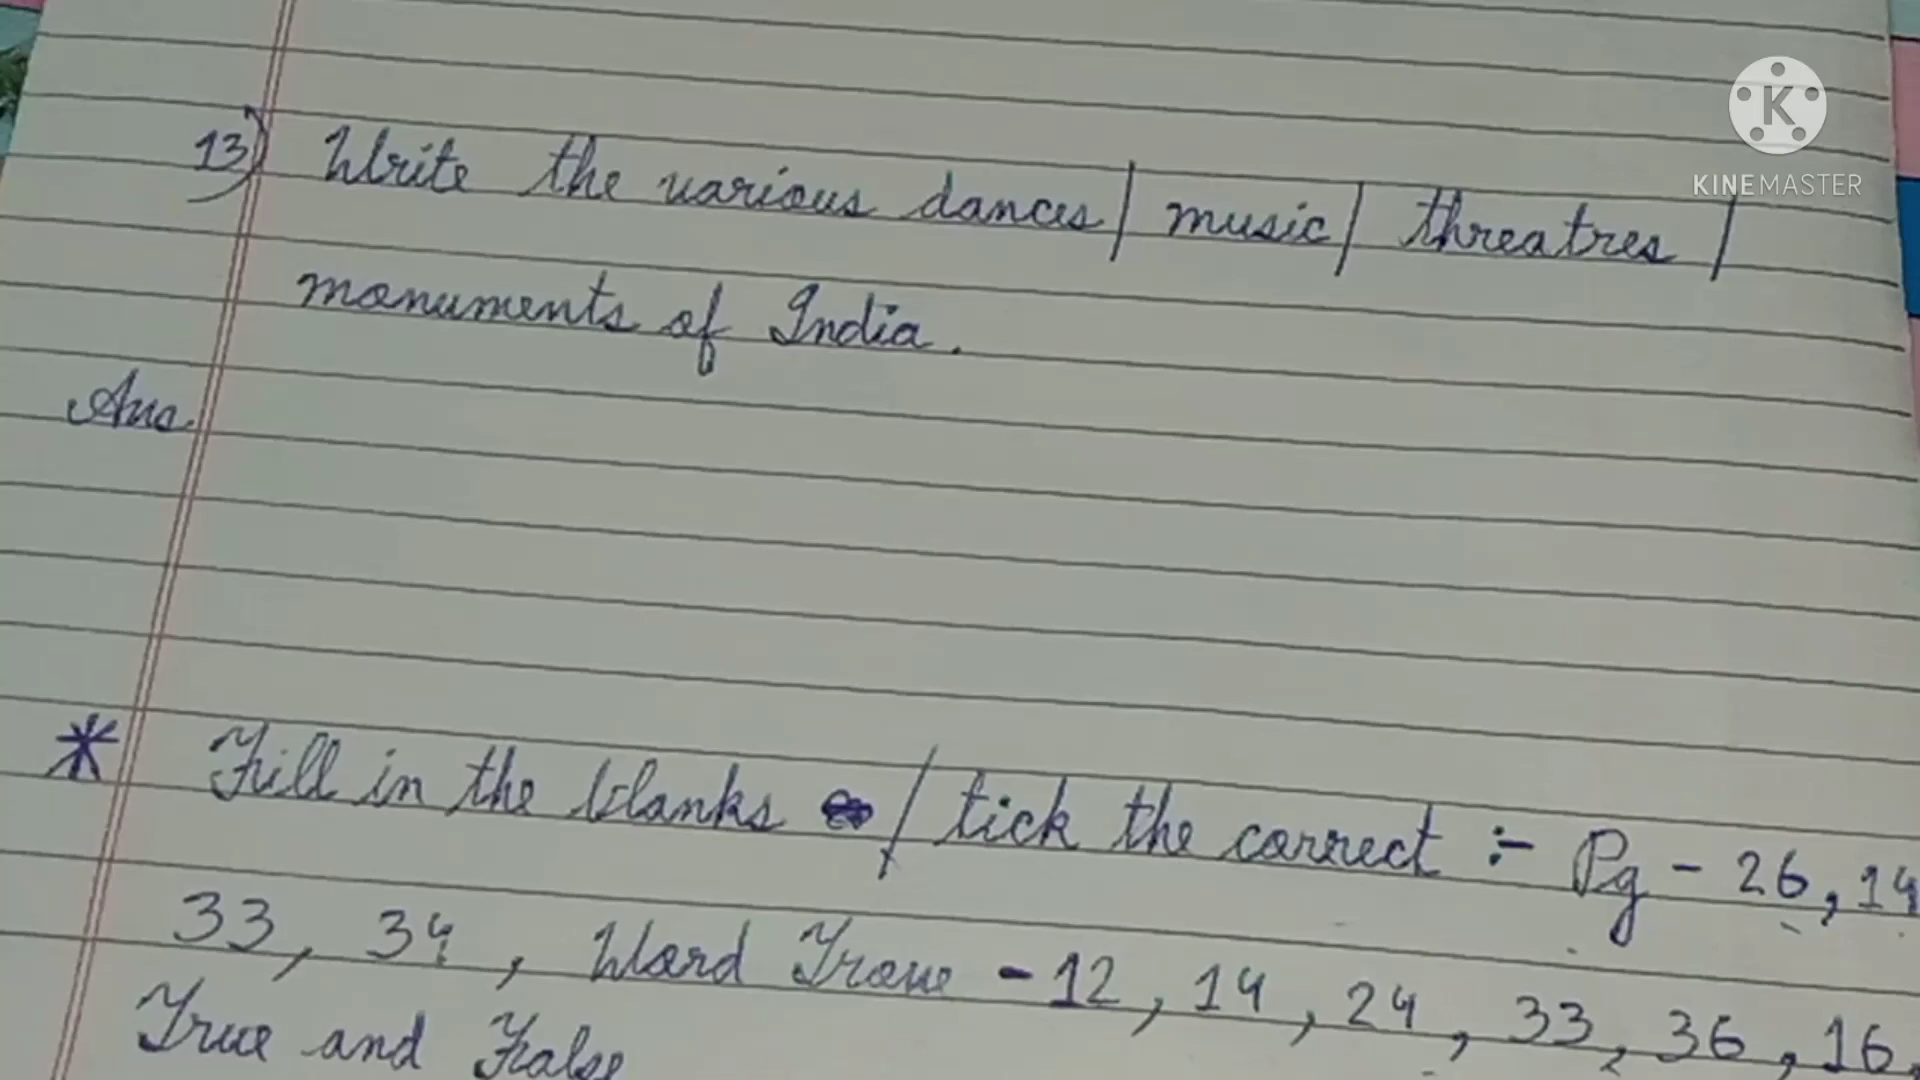 13) Write the various dances / music / threatres /
monuments of India.
Ans.
* Fill in the blanks / tick the correct :- Pg - 26, 14
33, 34, Word Trove - 12, 14, 24, 33, 36, 16,
True and False
K
KINEMASTER